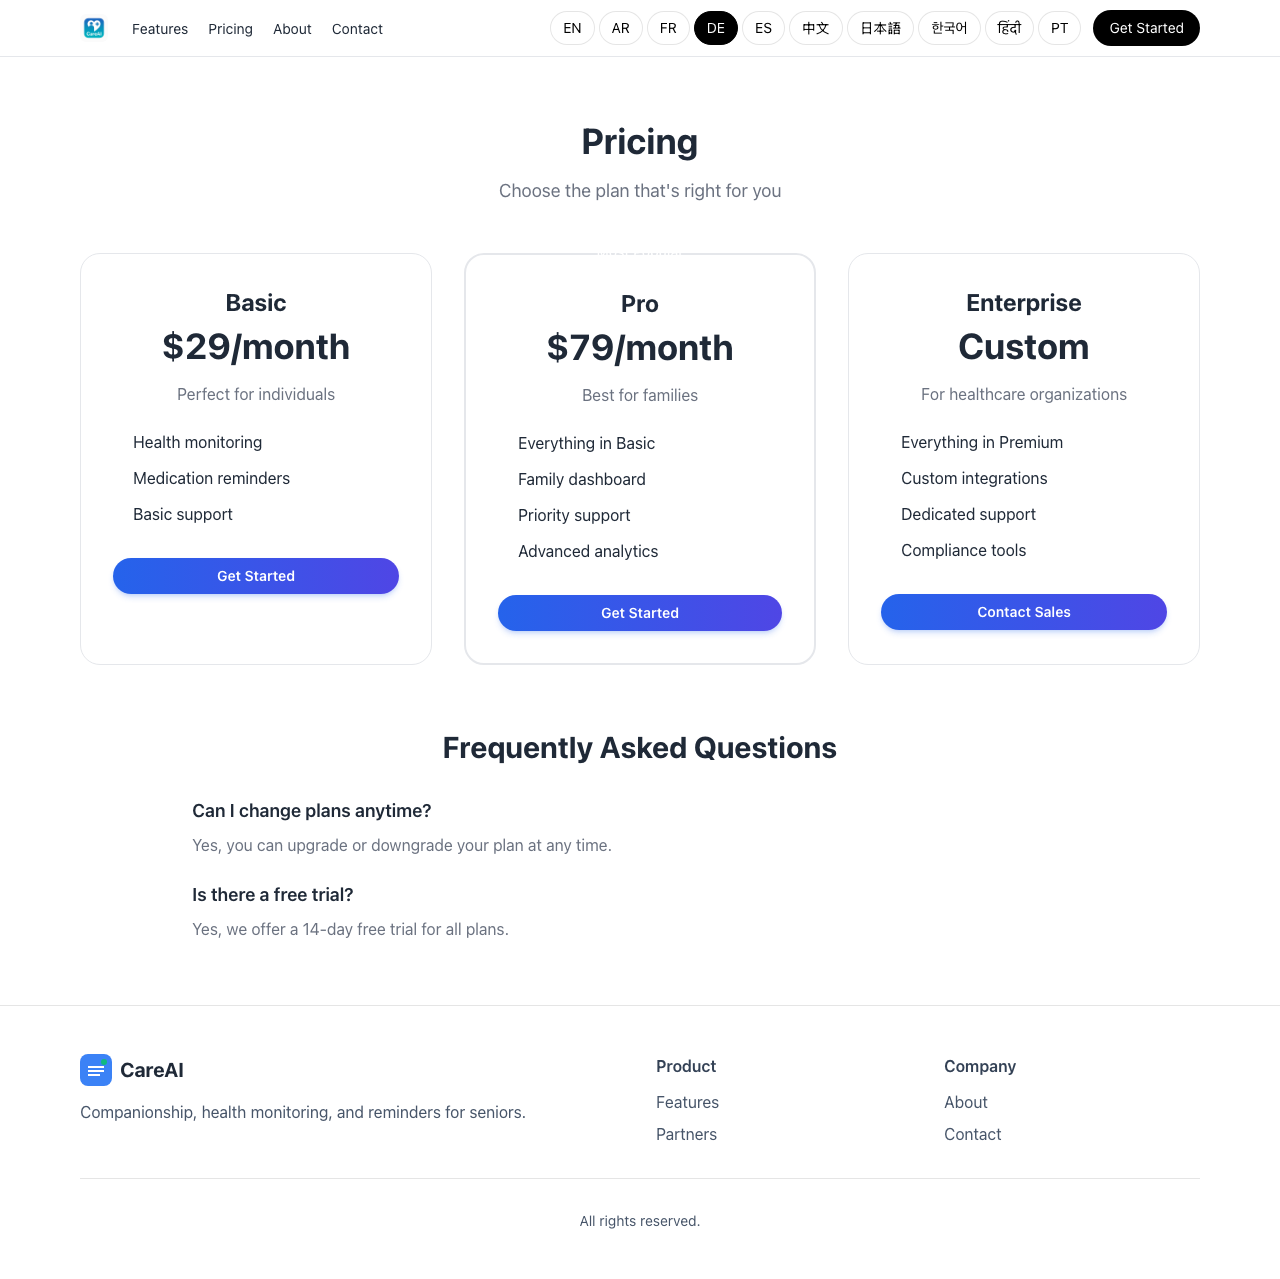 CareAI
Features Pricing About Contact EN AR FR DE ES 中文 日本語 한국어 हिंदी PT Get Started
Pricing
Choose the plan that's right for you
Basic
$29/month
Perfect for individuals
Health monitoring
Medication reminders
Basic support
Get Started
Pro
$79/month
Best for families
Everything in Basic
Family dashboard
Priority support
Advanced analytics
Get Started
Enterprise
Custom
For healthcare organizations
Everything in Premium
Custom integrations
Dedicated support
Compliance tools
Contact Sales
Frequently Asked Questions
Can I change plans anytime?
Yes, you can upgrade or downgrade your plan at any time.
Is there a free trial?
Yes, we offer a 14-day free trial for all plans.
CareAI
Companionship, health monitoring, and reminders for seniors.
Product
Features
Partners
Company
About
Contact
All rights reserved.